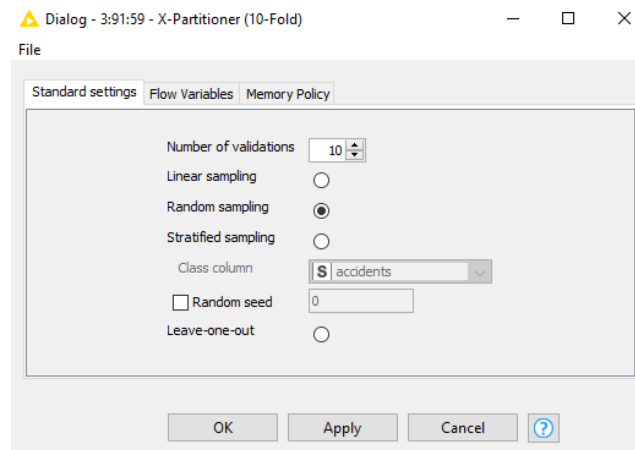 Dialog - 3:91:59 - X-Partitioner (10-Fold)
File
Standard settings Flow Variables Memory Policy
Number of validations 10
Linear sampling
Random sampling
Stratified sampling
Class column S accidents
Random seed 0
Leave-one-out
OK Apply Cancel ?